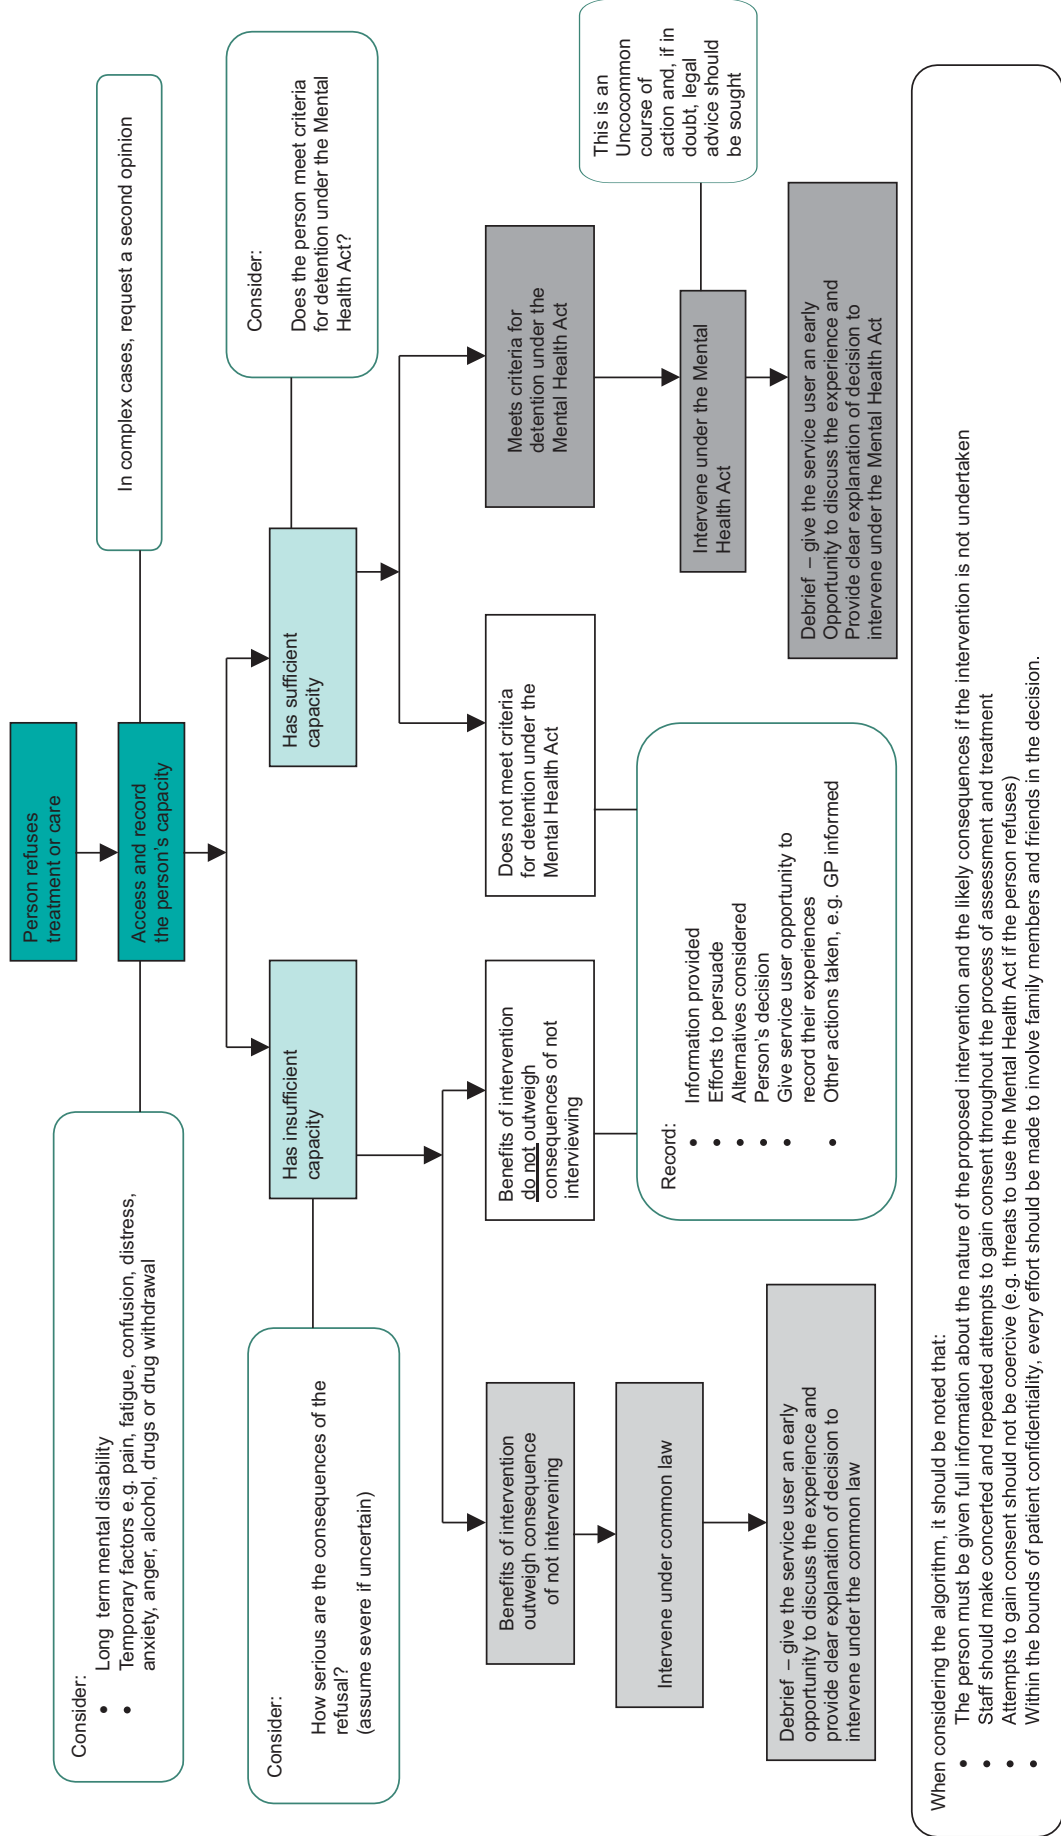 Person refuses
treatment or care
Access and record
the person's capacity
In complex cases, request a second opinion
Consider:
• Long term mental disability
• Temporary factors e.g. pain, fatigue, confusion, distress,
anxiety, anger, alcohol, drugs or drug withdrawal
Has insufficient
capacity
Has sufficient
capacity
Consider:
How serious are the consequences of the
refusal?
(assume severe if uncertain)
Consider:
Does the person meet criteria
for detention under the Mental
Health Act?
Benefits of intervention
outweigh consequence
of not intervening
Benefits of intervention
do not outweigh
consequences of not
interviewing
Does not meet criteria
for detention under the
Mental Health Act
Meets criteria for
detention under the
Mental Health Act
Intervene under common law
Intervene under the Mental
Health Act
This is an
Uncocommon
course of
action and, if in
doubt, legal
advice should
be sought
Record:
• Information provided
• Efforts to persuade
• Alternatives considered
• Person's decision
• Give service user opportunity to
record their experiences
• Other actions taken, e.g. GP informed
Debrief – give the service user an early
opportunity to discuss the experience and
provide clear explanation of decision to
intervene under the common law
Debrief – give the service user an early
Opportunity to discuss the experience and
Provide clear explanation of decision to
intervene under the Mental Health Act
When considering the algorithm, it should be noted that:
• The person must be given full information about the nature of the proposed intervention and the likely consequences if the intervention is not undertaken
• Staff should make concerted and repeated attempts to gain consent throughout the process of assessment and treatment
• Attempts to gain consent should not be coercive (e.g. threats to use the Mental Health Act if the person refuses)
• Within the bounds of patient confidentiality, every effort should be made to involve family members and friends in the decision.